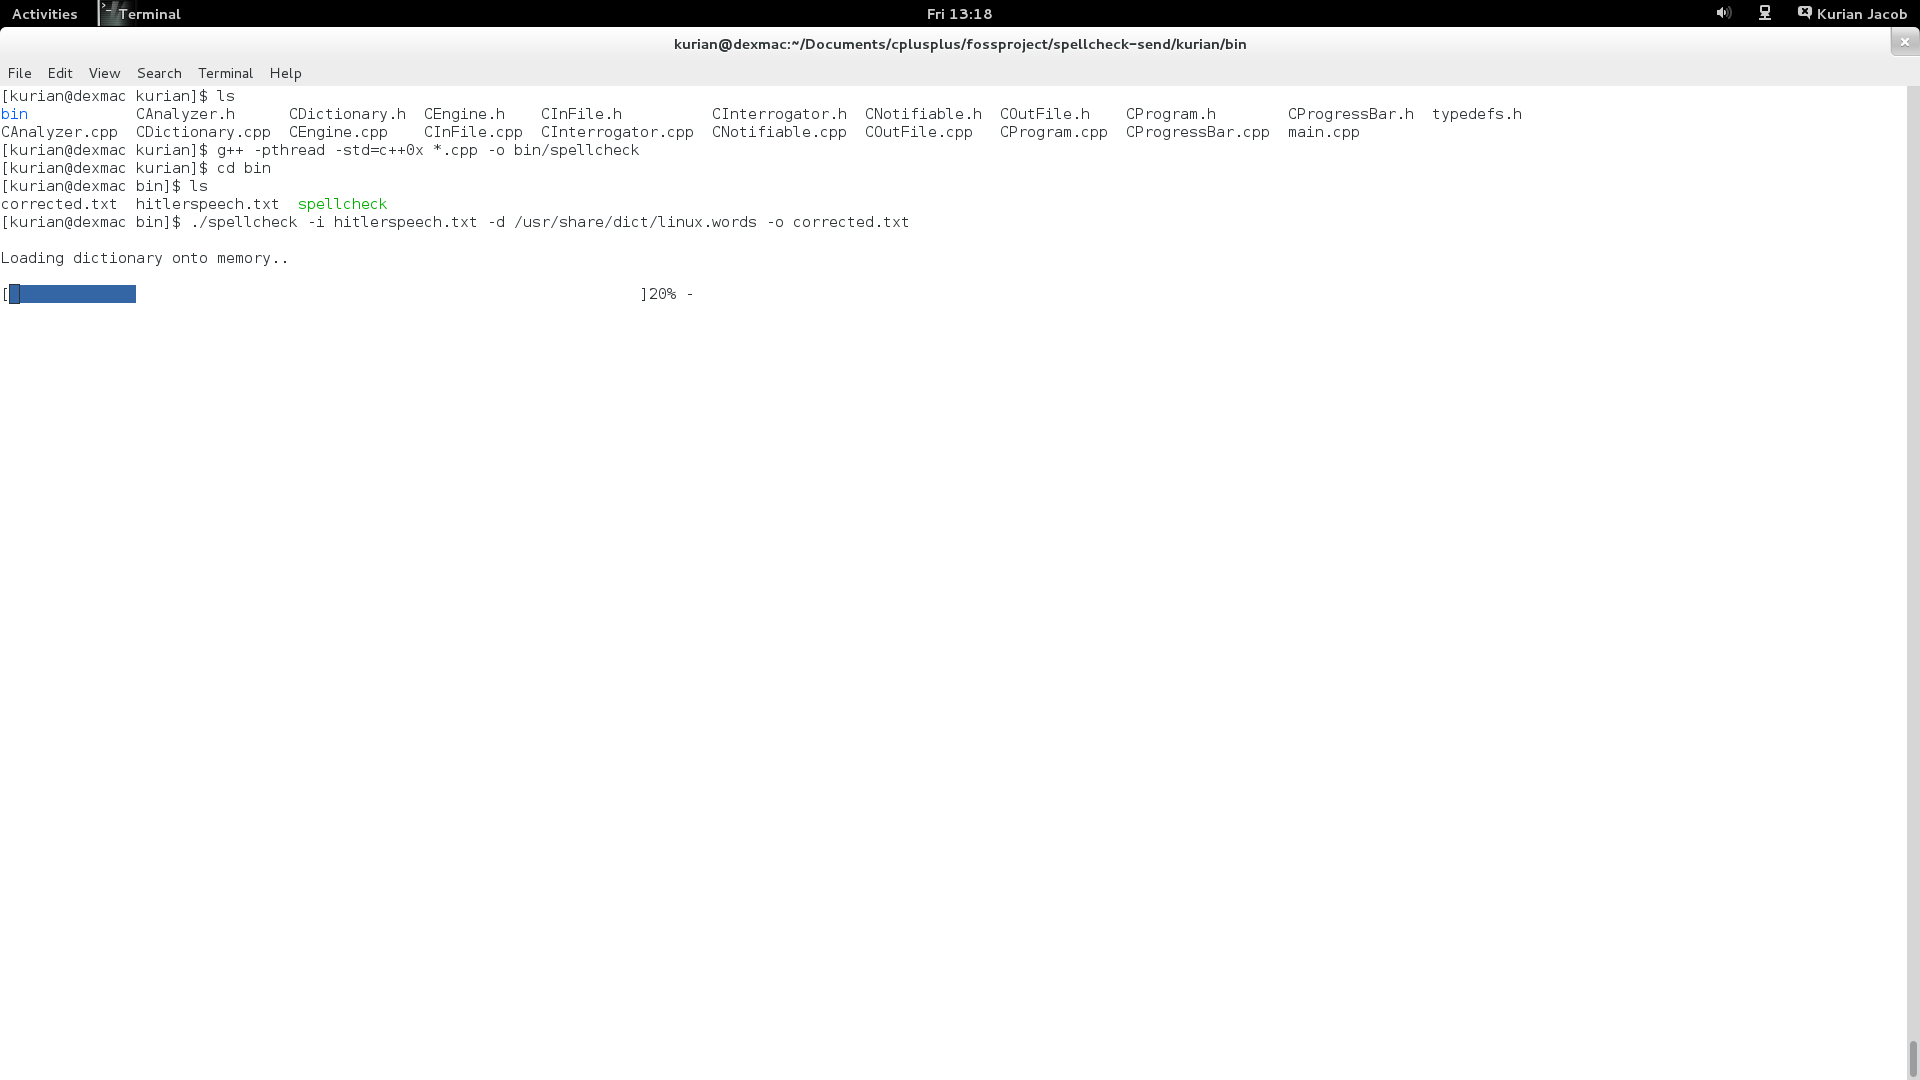 Activities Terminal Fri 13:18 Kurian Jacob
kurian@dexmac:~/Documents/cplusplus/fossproject/spellcheck-send/kurian/bin
File Edit View Search Terminal Help
[kurian@dexmac kurian]$ ls
bin CAnalyzer.h CDictionary.h CEngine.h CInFile.h CInterrogator.h CNotifiable.h COutFile.h CProgram.h CProgressBar.h typedefs.h
CAnalyzer.cpp CDictionary.cpp CEngine.cpp CInFile.cpp CInterrogator.cpp CNotifiable.cpp COutFile.cpp CProgram.cpp CProgressBar.cpp main.cpp
[kurian@dexmac kurian]$ g++ -pthread -std=c++0x *.cpp -o bin/spellcheck
[kurian@dexmac kurian]$ cd bin
[kurian@dexmac bin]$ ls
corrected.txt hitlerspeech.txt spellcheck
[kurian@dexmac bin]$ ./spellcheck -i hitlerspeech.txt -d /usr/share/dict/linux.words -o corrected.txt
Loading dictionary onto memory..
[ ]20% -